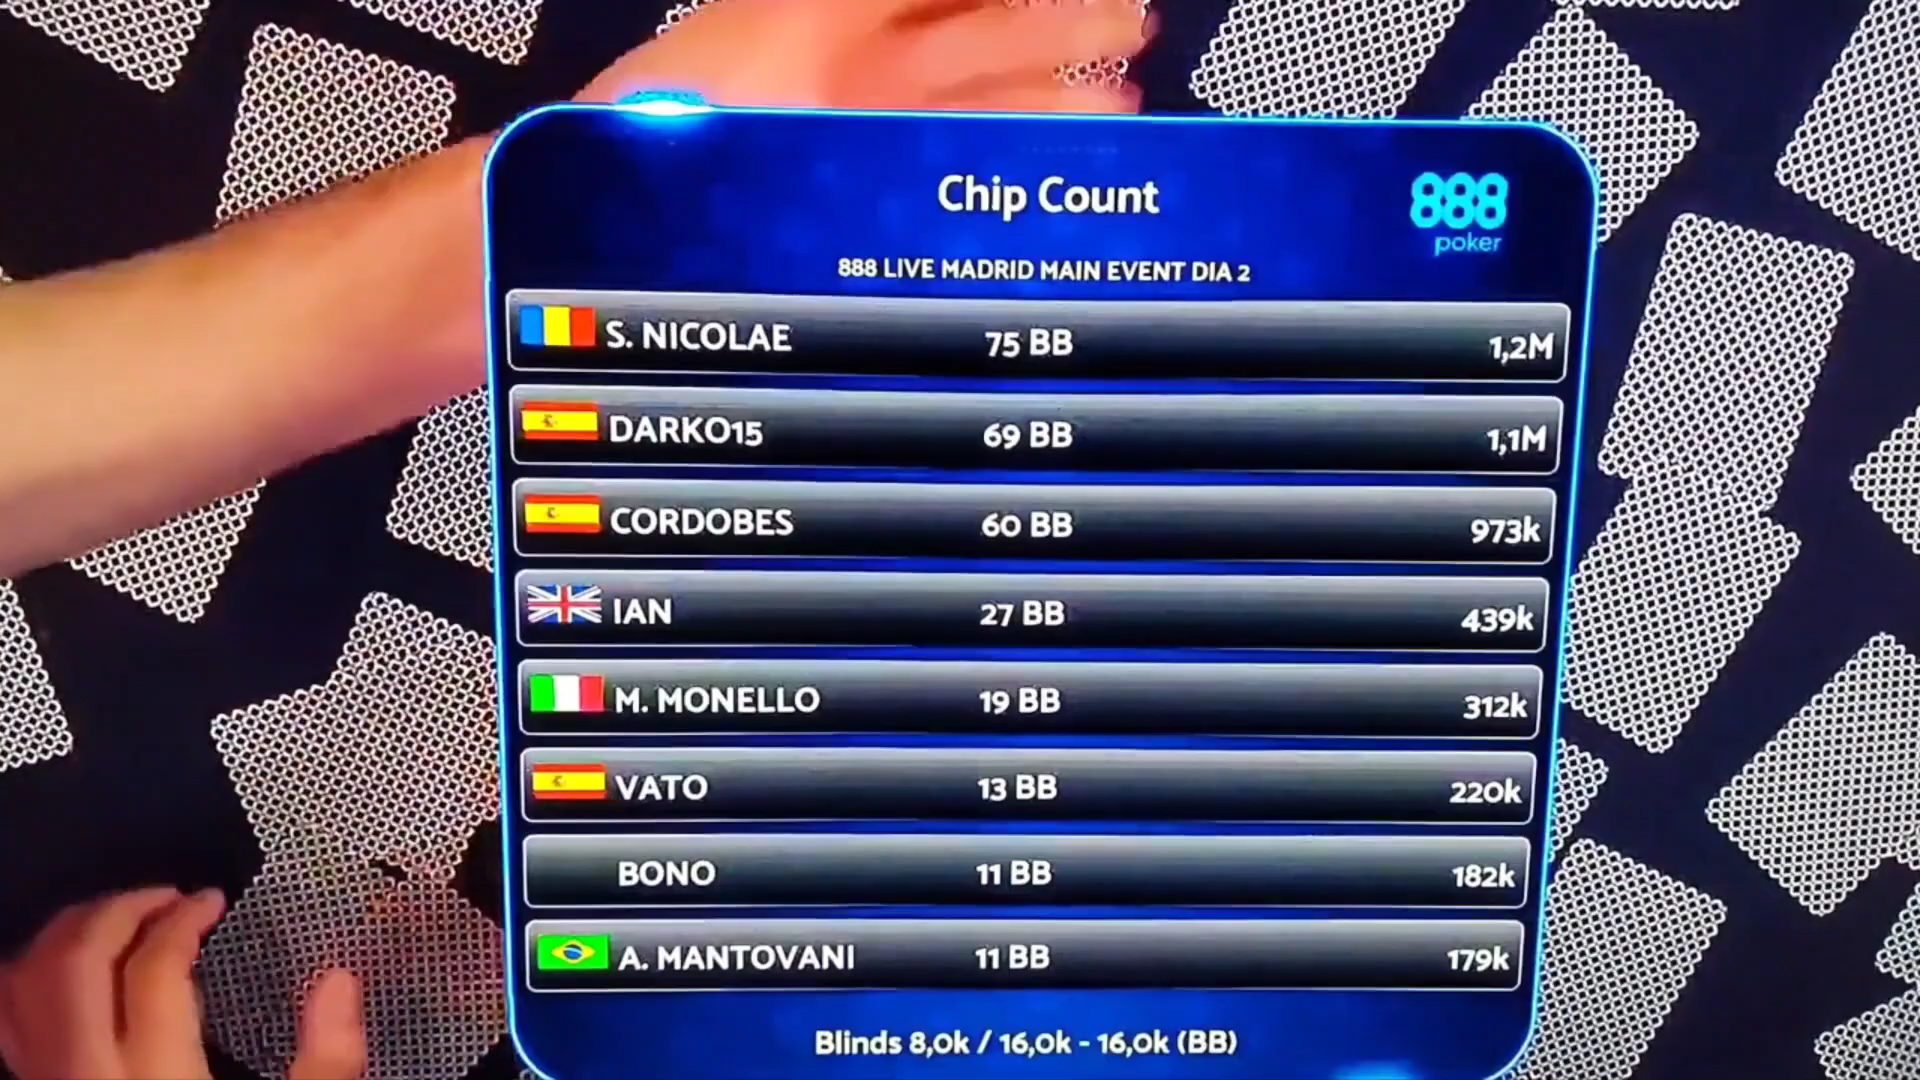 Chip Count
888
poker
888 LIVE MADRID MAIN EVENT DIA 2
S. NICOLAE 75 BB 1,2M
DARKO15 69 BB 1,1M
CORDOBES 60 BB 973k
IAN 27 BB 439k
M. MONELLO 19 BB 312k
VATO 13 BB 220k
BONO 11 BB 182k
A. MANTOVANI 11 BB 179k
Blinds 8,0k / 16,0k - 16,0k (BB)